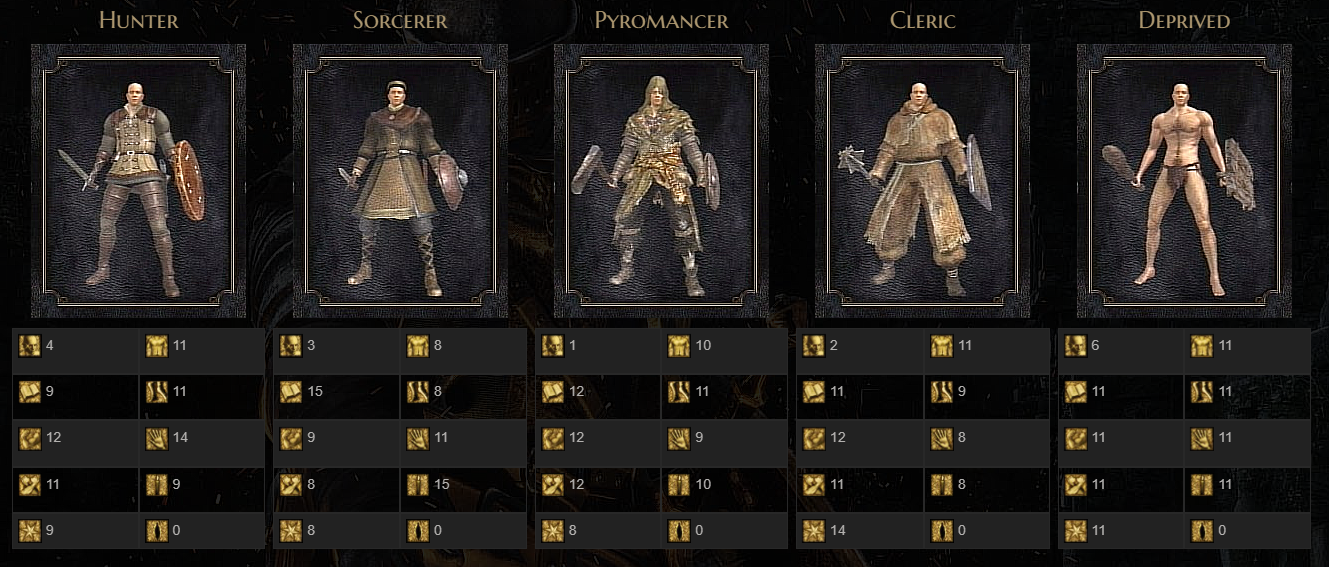 HUNTER SORCERER PYROMANCER CLERIC DEPRIVED
4 11 3 8 1 10 2 11 6 11
9 11 15 8 12 11 11 9 11 11
12 14 9 11 12 9 12 8 11 11
11 9 8 15 12 10 11 8 11 11
9 0 8 0 8 0 14 0 11 0